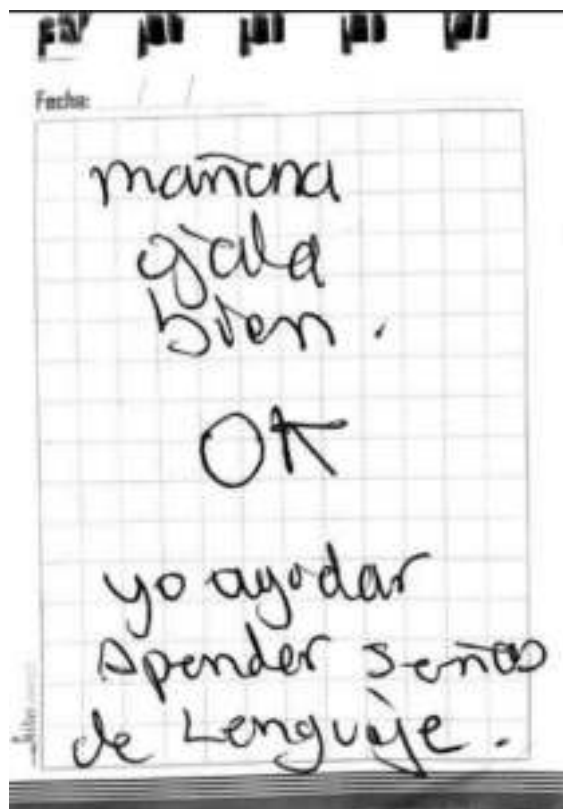 Fecha: / /
mañana
ojala
bien.
OK
yo ayudar
Apender señas
de Lenguaje.